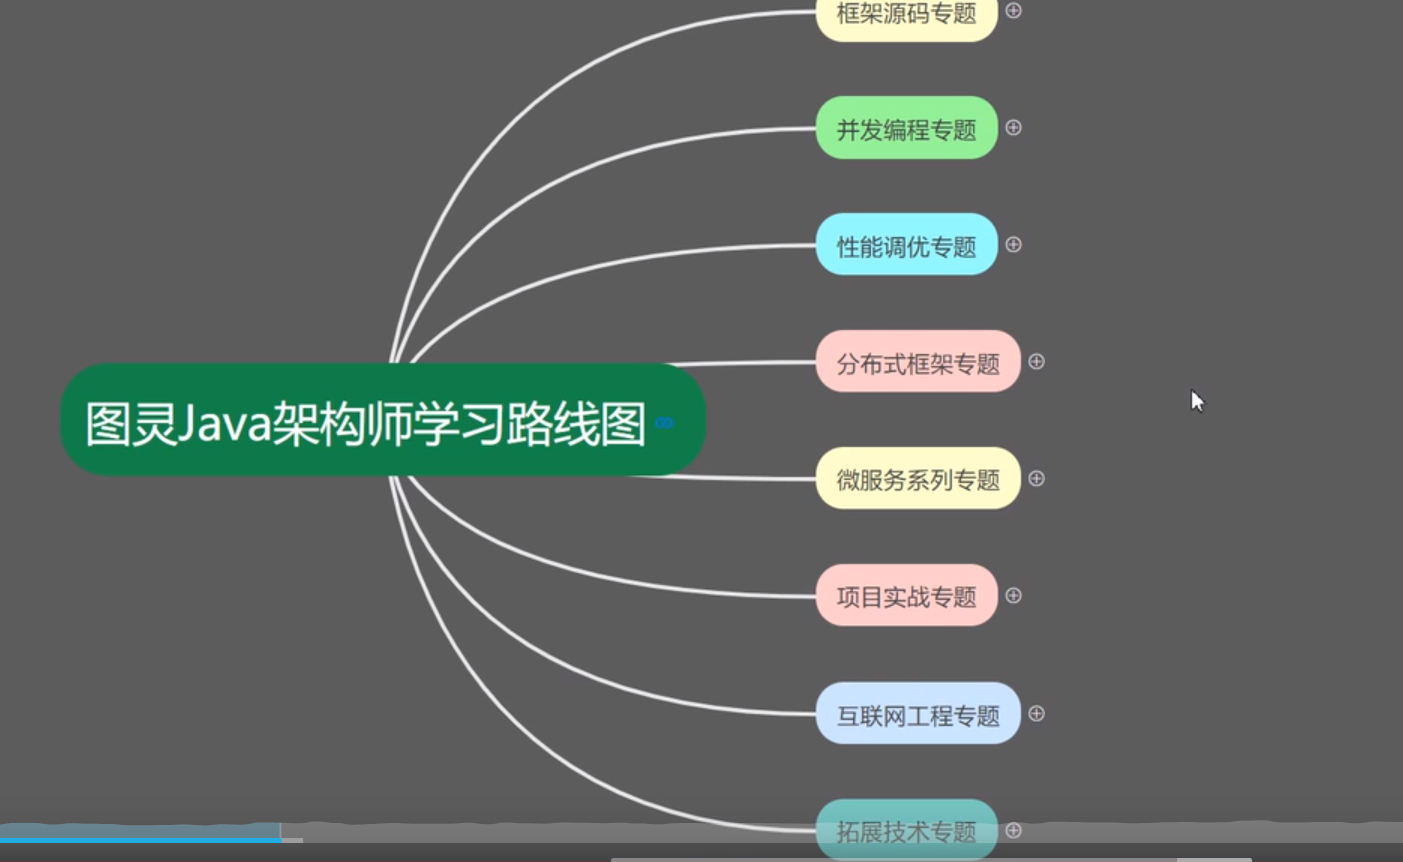 框架源码专题
并发编程专题
性能调优专题
分布式框架专题
图灵Java架构师学习路线图
微服务系列专题
项目实战专题
互联网工程专题
拓展技术专题